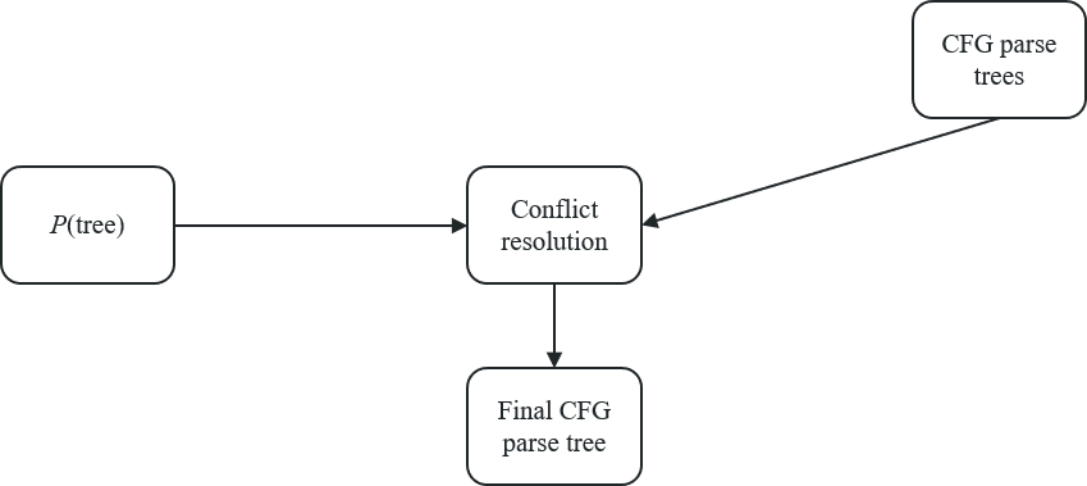 CFG parse
trees
P(tree)
Conflict
resolution
Final CFG
parse tree